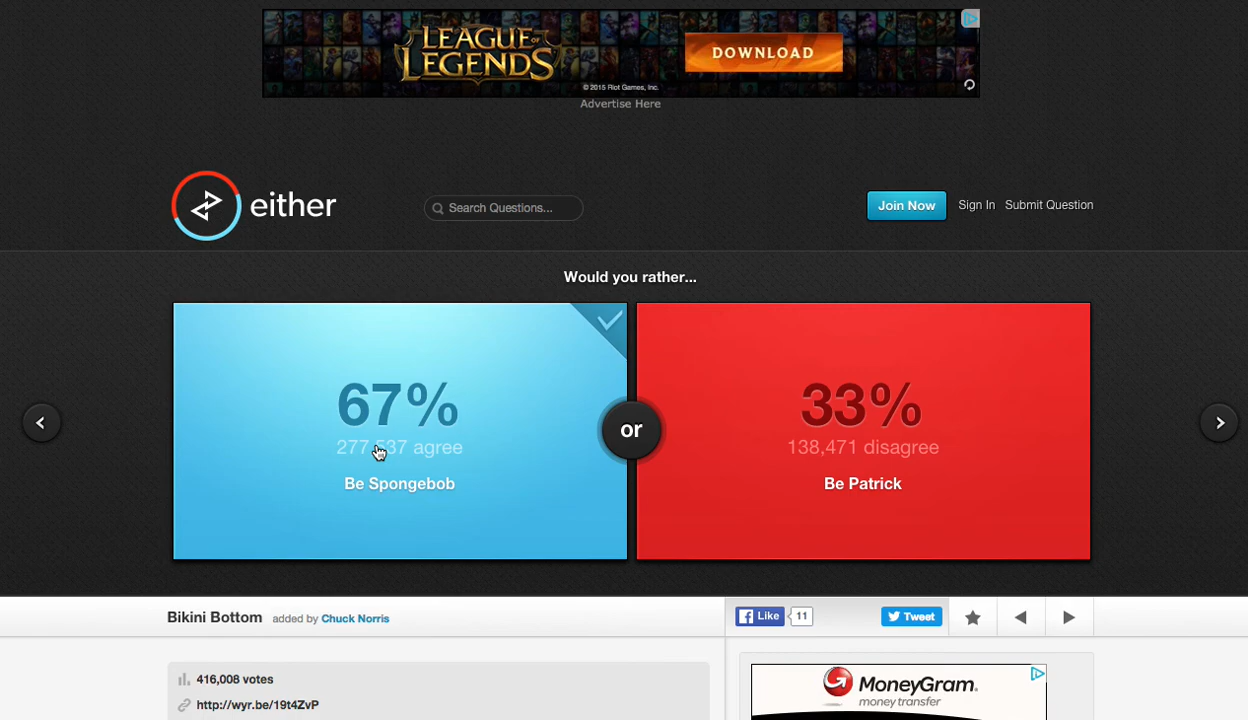 LEAGUE OF LEGENDS
DOWNLOAD
© 2015 Riot Games, Inc.
Advertise Here
either
Search Questions...
Join Now
Sign In
Submit Question
Would you rather...
67%
277,537 agree
Be Spongebob
or
33%
138,471 disagree
Be Patrick
Bikini Bottom added by Chuck Norris
Like
11
Tweet
416,008 votes
http://wyr.be/19t4ZvP
MoneyGram.
money transfer